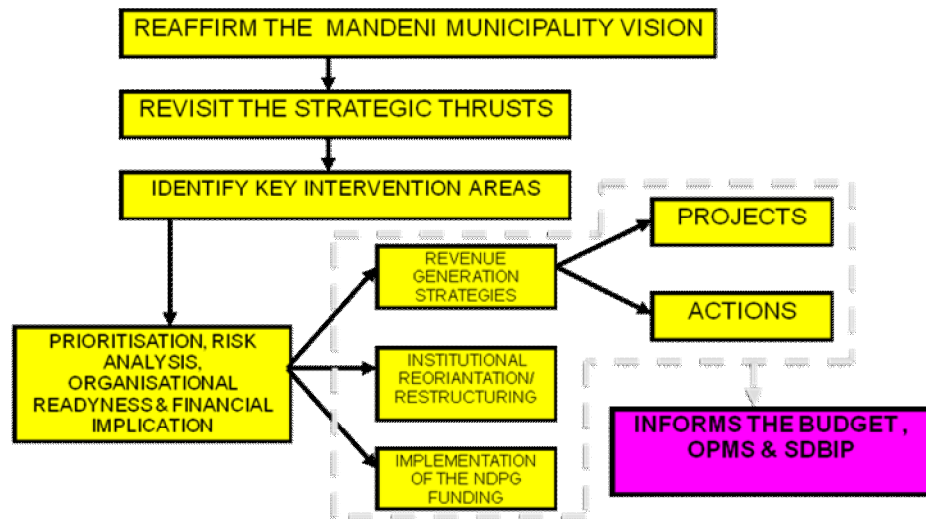 REAFFIRM THE MANDENI MUNICIPALITY VISION
REVISIT THE STRATEGIC THRUSTS
IDENTIFY KEY INTERVENTION AREAS
PRIORITISATION, RISK
ANALYSIS,
ORGANISATIONAL
READYNESS & FINANCIAL
IMPLICATION
REVENUE
GENERATION
STRATEGIES
INSTITUTIONAL
REORIANTATION/
RESTRUCTURING
IMPLEMENTATION
OF THE NDPG
FUNDING
PROJECTS
ACTIONS
INFORMS THE BUDGET ,
OPMS & SDBIP